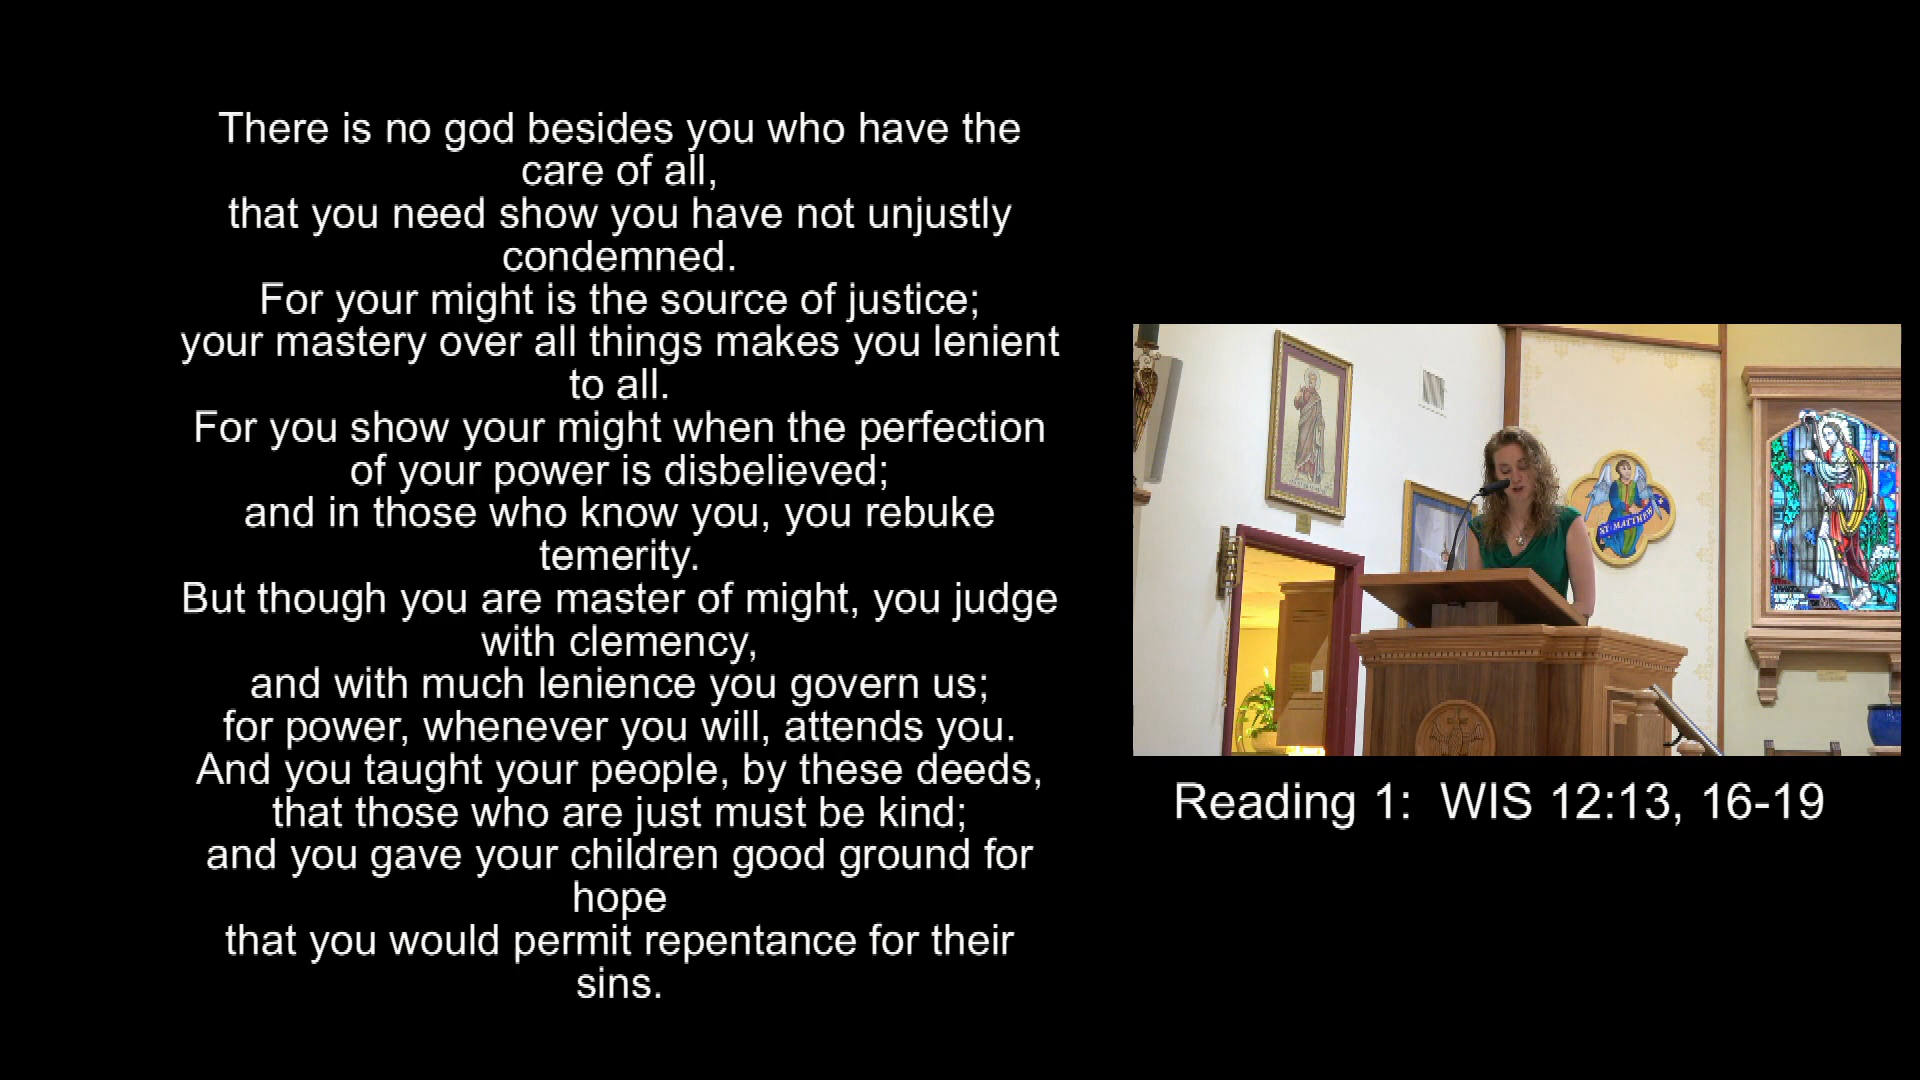 There is no god besides you who have the
care of all,
that you need show you have not unjustly
condemned.
For your might is the source of justice;
your mastery over all things makes you lenient
to all.
For you show your might when the perfection
of your power is disbelieved;
and in those who know you, you rebuke
temerity.
But though you are master of might, you judge
with clemency,
and with much lenience you govern us;
for power, whenever you will, attends you.
And you taught your people, by these deeds,
that those who are just must be kind;
and you gave your children good ground for
hope
that you would permit repentance for their
sins.
ST·MATTHEW
Reading 1:  WIS 12:13, 16-19